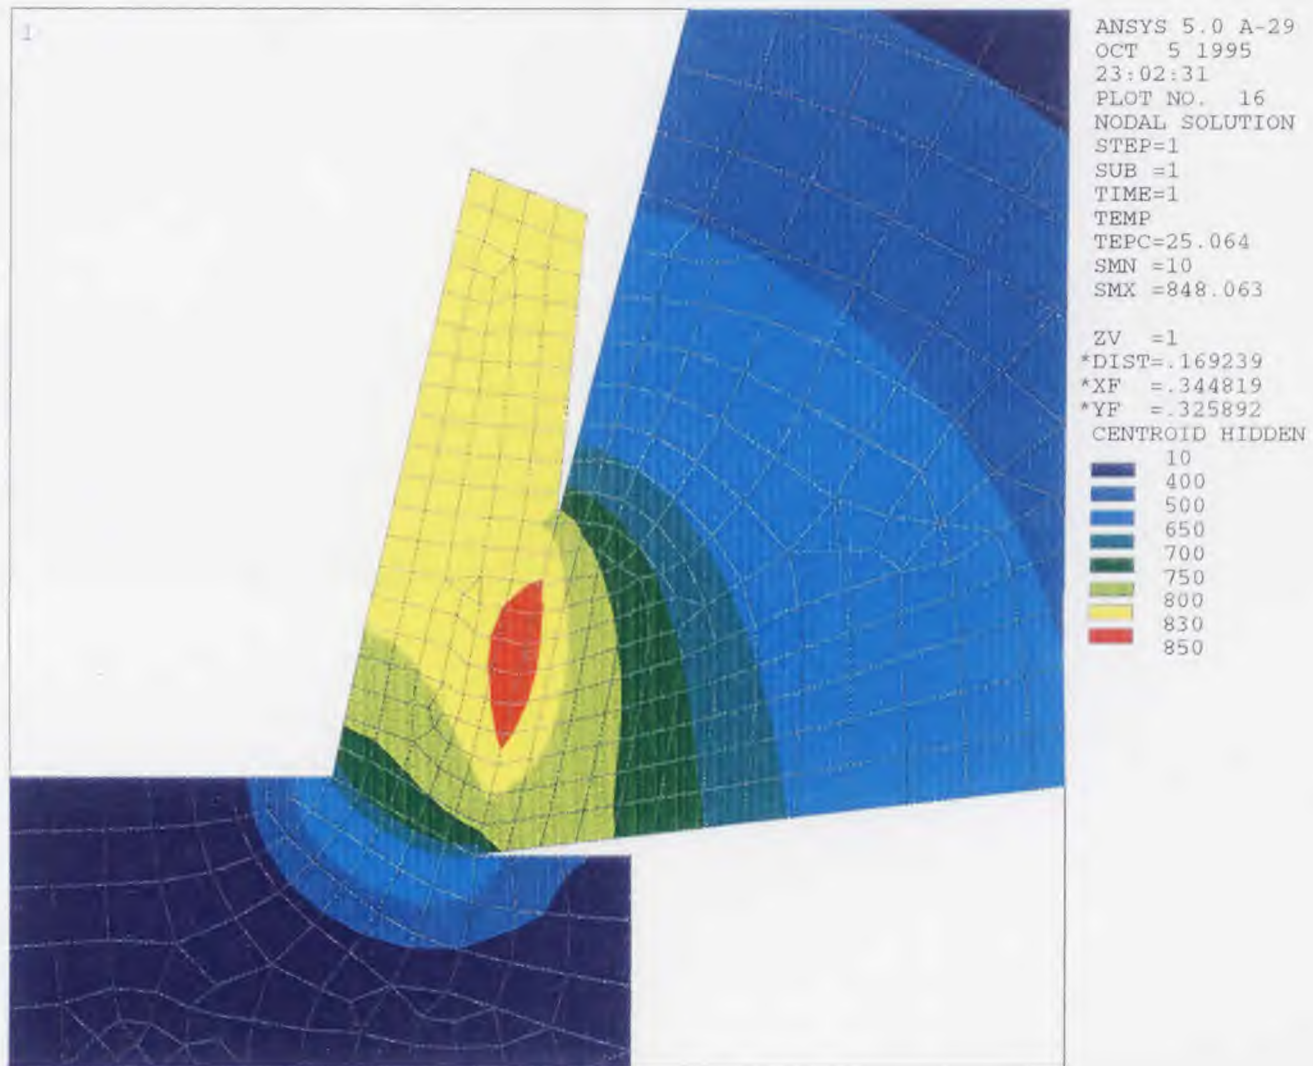 1
ANSYS 5.0 A-29
OCT 5 1995
23:02:31
PLOT NO. 16
NODAL SOLUTION
STEP=1
SUB =1
TIME=1
TEMP
TEPC=25.064
SMN =10
SMX =848.063
ZV =1
*DIST=.169239
*XF =.344819
*YF =.325892
CENTROID HIDDEN
10
400
500
650
700
750
800
830
850